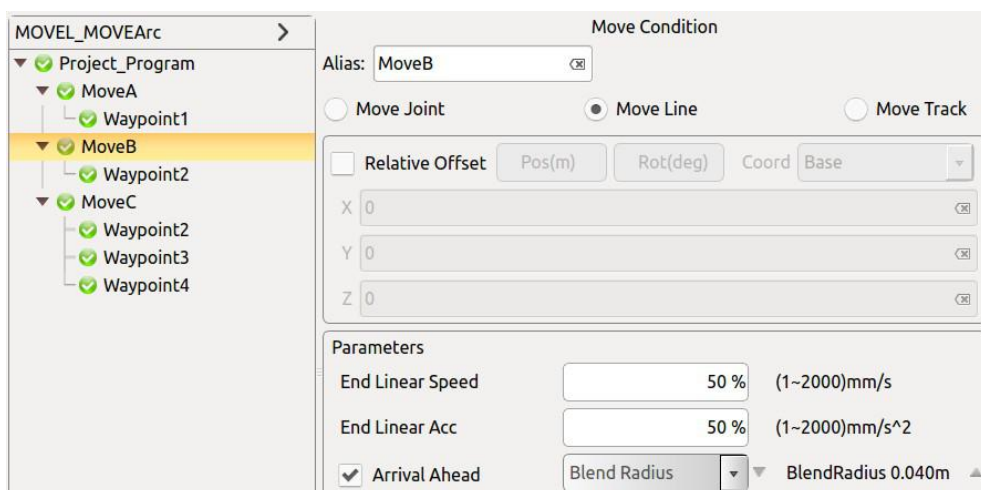 MOVEL_MOVEArc
Project_Program
MoveA
Waypoint1
MoveB
Waypoint2
MoveC
Waypoint2
Waypoint3
Waypoint4
Move Condition
Alias: MoveB
Move Joint Move Line Move Track
Relative Offset Pos(m) Rot(deg) Coord Base
X 0
Y 0
Z 0
Parameters
End Linear Speed 50 % (1~2000)mm/s
End Linear Acc 50 % (1~2000)mm/s^2
Arrival Ahead Blend Radius BlendRadius 0.040m